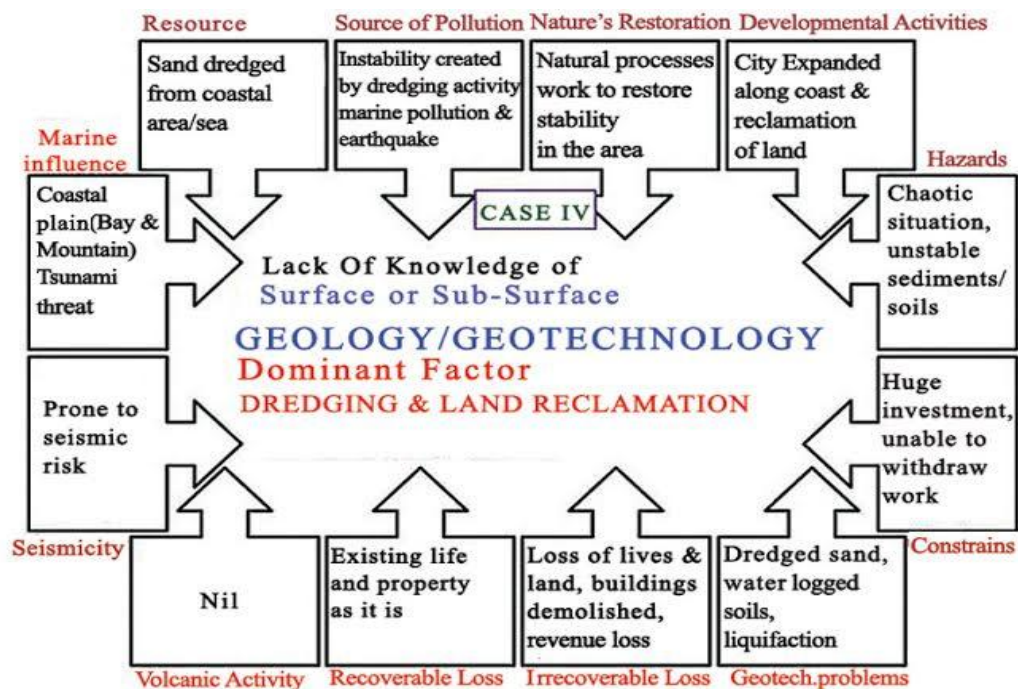 Resource
Source of Pollution
Nature's Restoration
Developmental Activities
Sand dredged
from coastal
area/sea
Instability created
by dredging activity
marine pollution &
earthquake
Natural processes
work to restore
stability
in the area
City Expanded
along coast &
reclamation
of land
Marine
influence
Coastal
plain(Bay &
Mountain)
Tsunami
threat
CASE IV
Hazards
Chaotic
situation,
unstable
sediments/
soils
Lack Of Knowledge of
Surface or Sub-Surface
GEOLOGY/GEOTECHNOLOGY
Dominant Factor
DREDGING & LAND RECLAMATION
Prone to
seismic
risk
Seismicity
Huge
investment,
unable to
withdraw
work
Constrains
Nil
Volcanic Activity
Existing life
and property
as it is
Recoverable Loss
Loss of lives &
land, buildings
demolished,
revenue loss
Irrecoverable Loss
Dredged sand,
water logged
soils,
liquifaction
Geotech.problems